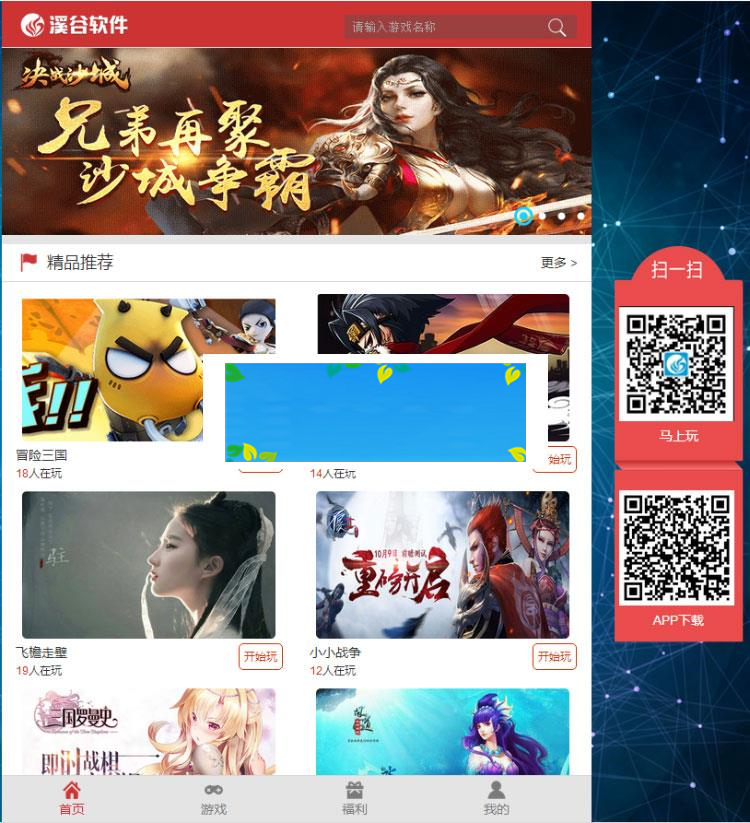 溪谷软件
请输入游戏名称
决战沙城
兄弟再聚
沙城争霸
精品推荐
更多 >
扫一扫
马上玩
APP下载
冒险三国
18人在玩
14人在玩
始玩
驻
10月9日
重磅开启
飞檐走壁
19人在玩
开始玩
小小战争
12人在玩
开始玩
三国罗曼史
即时战棋
首页
游戏
福利
我的